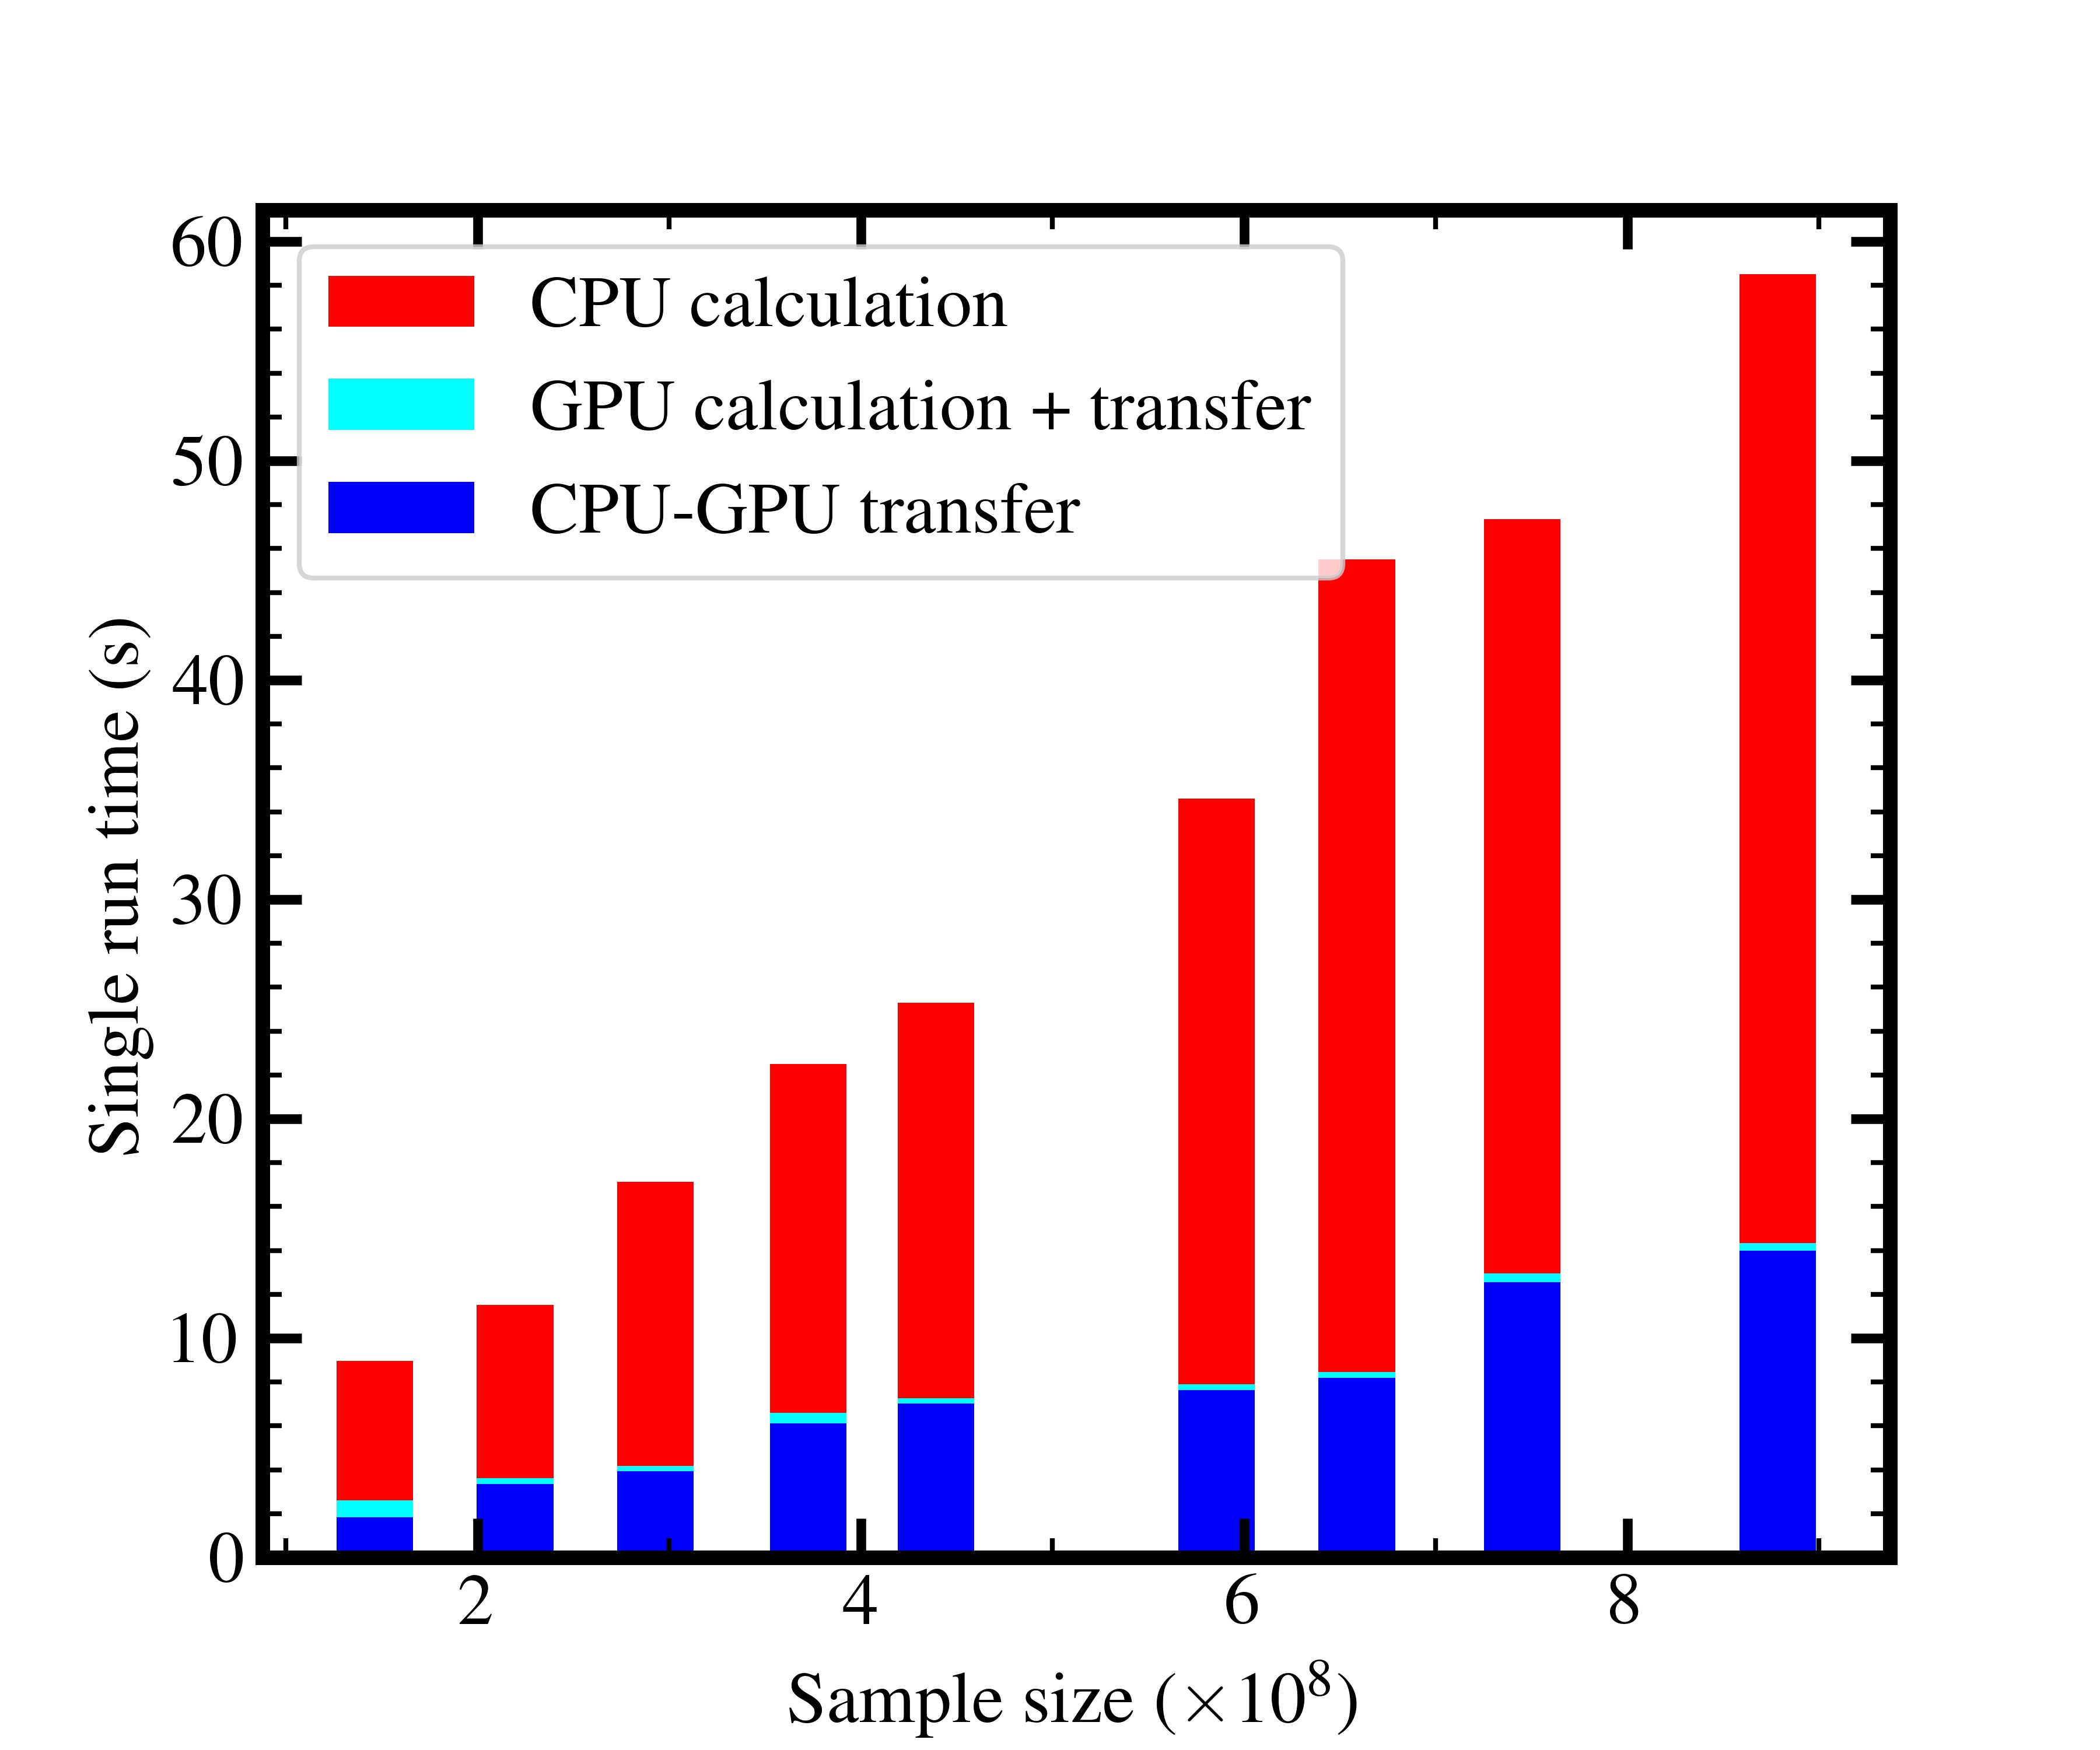 60
50
40
30
20
10
0
Single run time (s)
CPU calculation
GPU calculation + transfer
CPU-GPU transfer
2 4 6 8
Sample size (×10⁸)